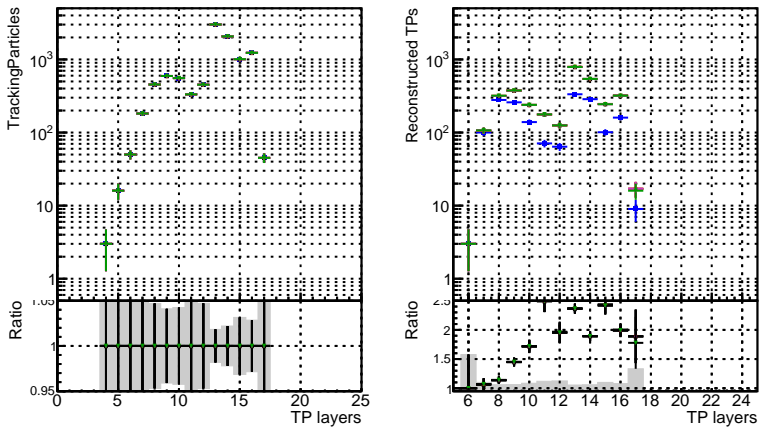 TrackingParticles
10³
10²
10
1
Ratio
1.05
1
0.95
0 5 10 15 20 25
TP layers
Reconstructed TPs
10³
10²
10
1
Ratio
2.5
2
1.5
1
6 8 10 12 14 16 18 20 22 24
TP layers